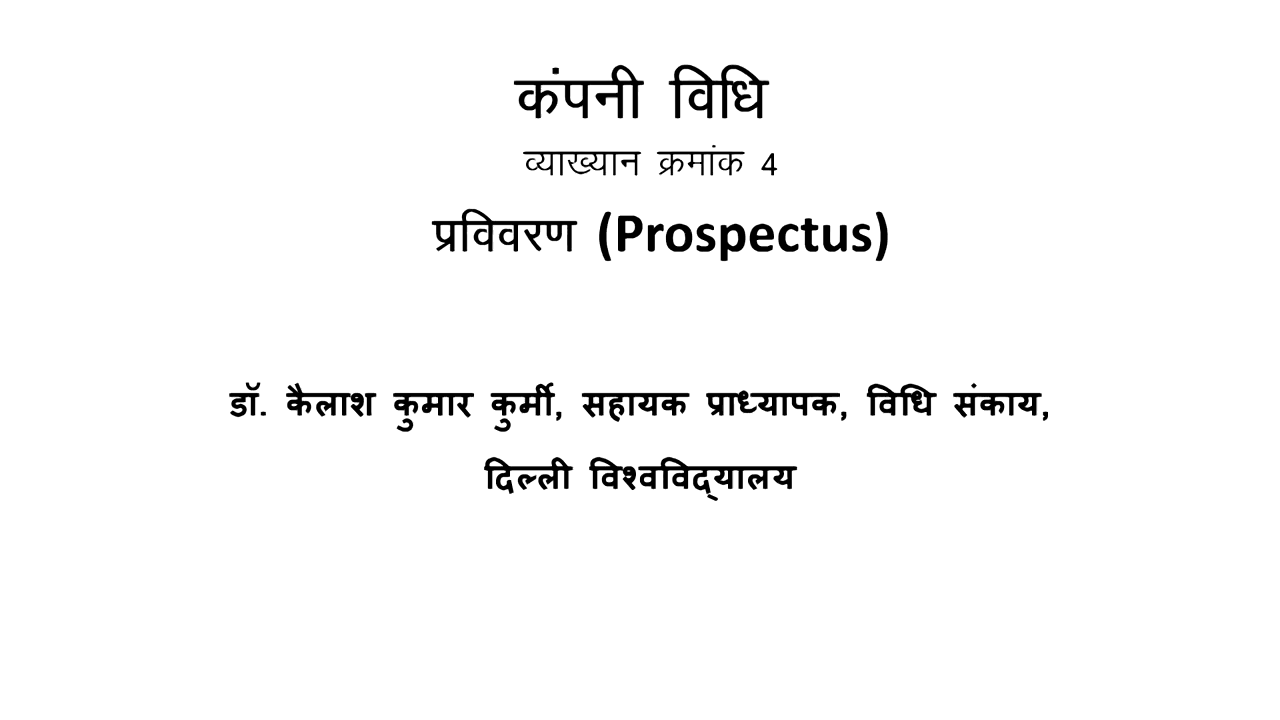 कंपनी विधि
व्याख्यान क्रमांक 4
प्रविवरण (Prospectus)
डॉ. कैलाश कुमार कुर्मी, सहायक प्राध्यापक, विधि संकाय,
दिल्ली विश्वविद्‌यालय